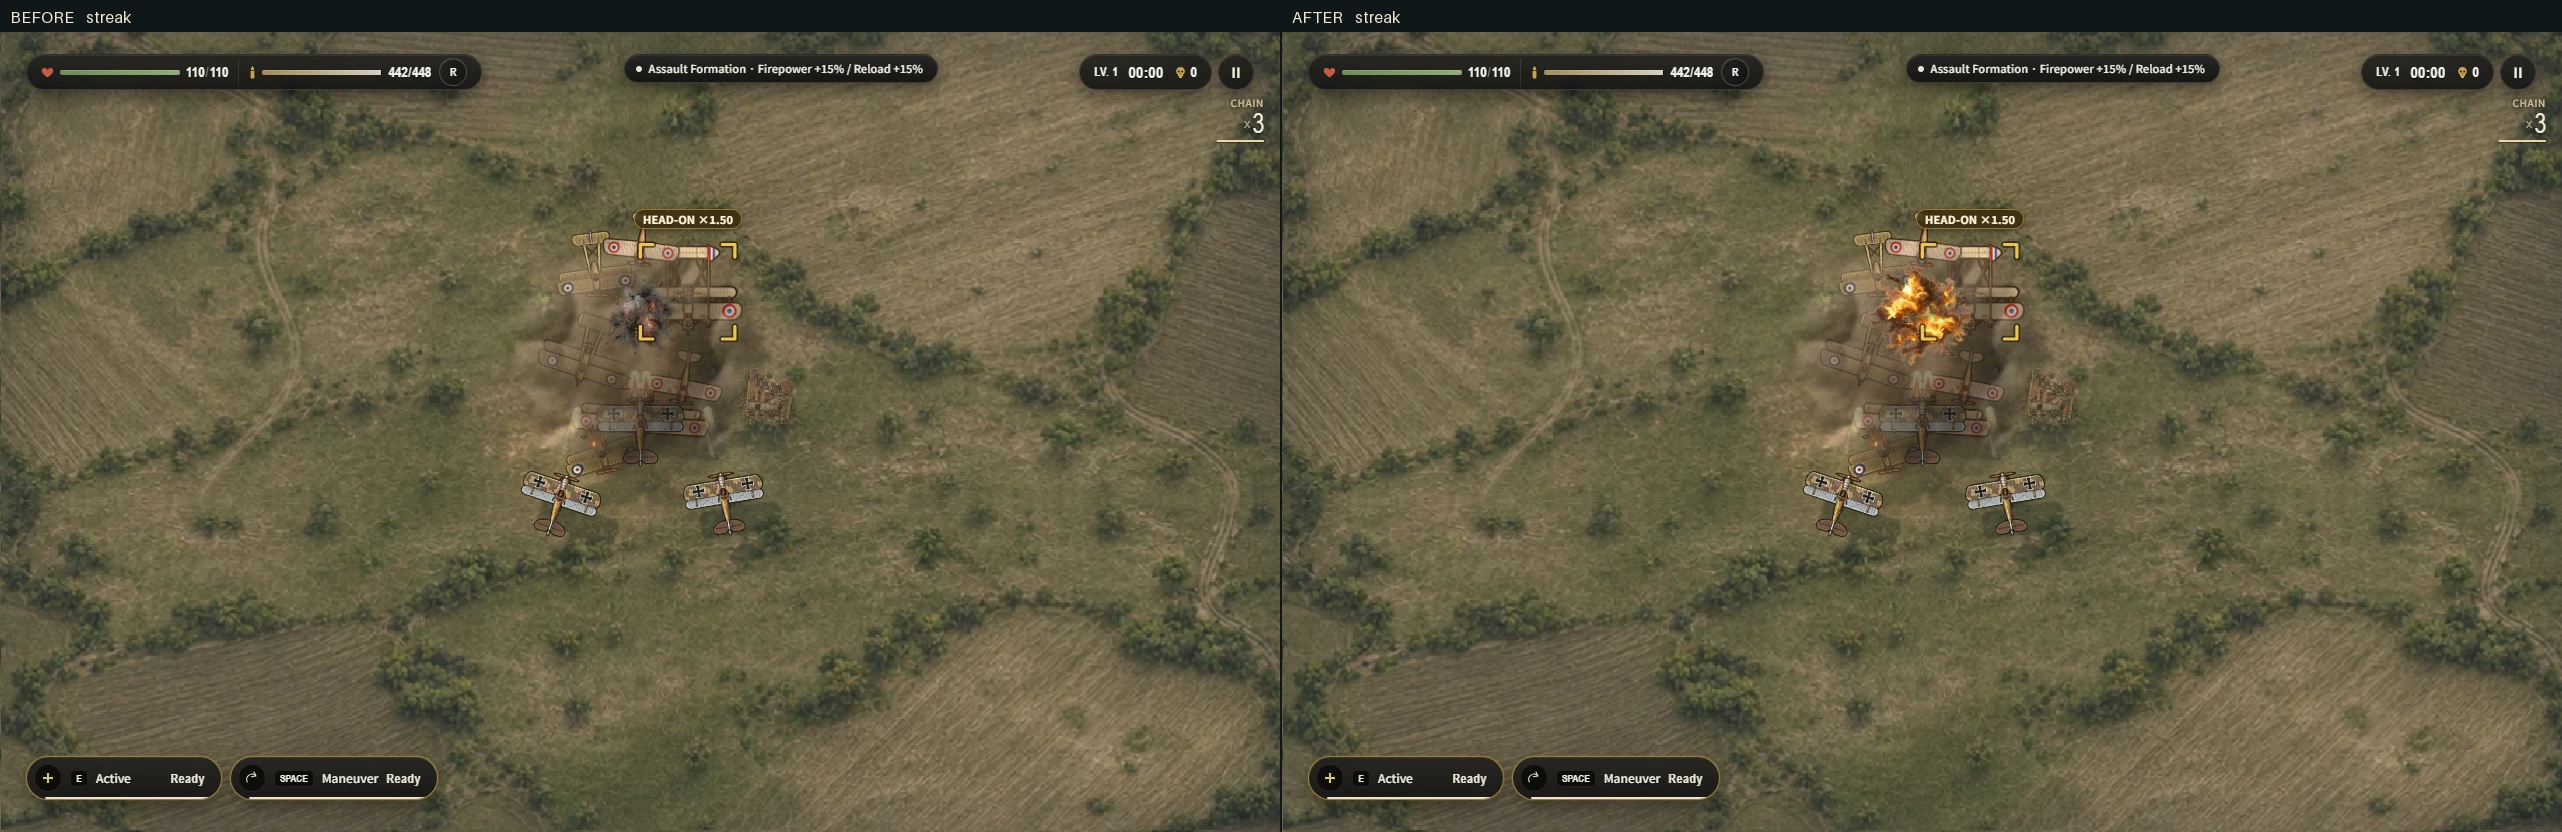 BEFORE streak
110/110 442/448 R
Assault Formation · Firepower +15% / Reload +15%
LV. 1 00:00 0
CHAIN
×3
HEAD-ON ×1.50
E Active Ready
SPACE Maneuver Ready
AFTER streak
110/110 442/448 R
Assault Formation · Firepower +15% / Reload +15%
LV. 1 00:00 0
CHAIN
×3
HEAD-ON ×1.50
E Active Ready
SPACE Maneuver Ready